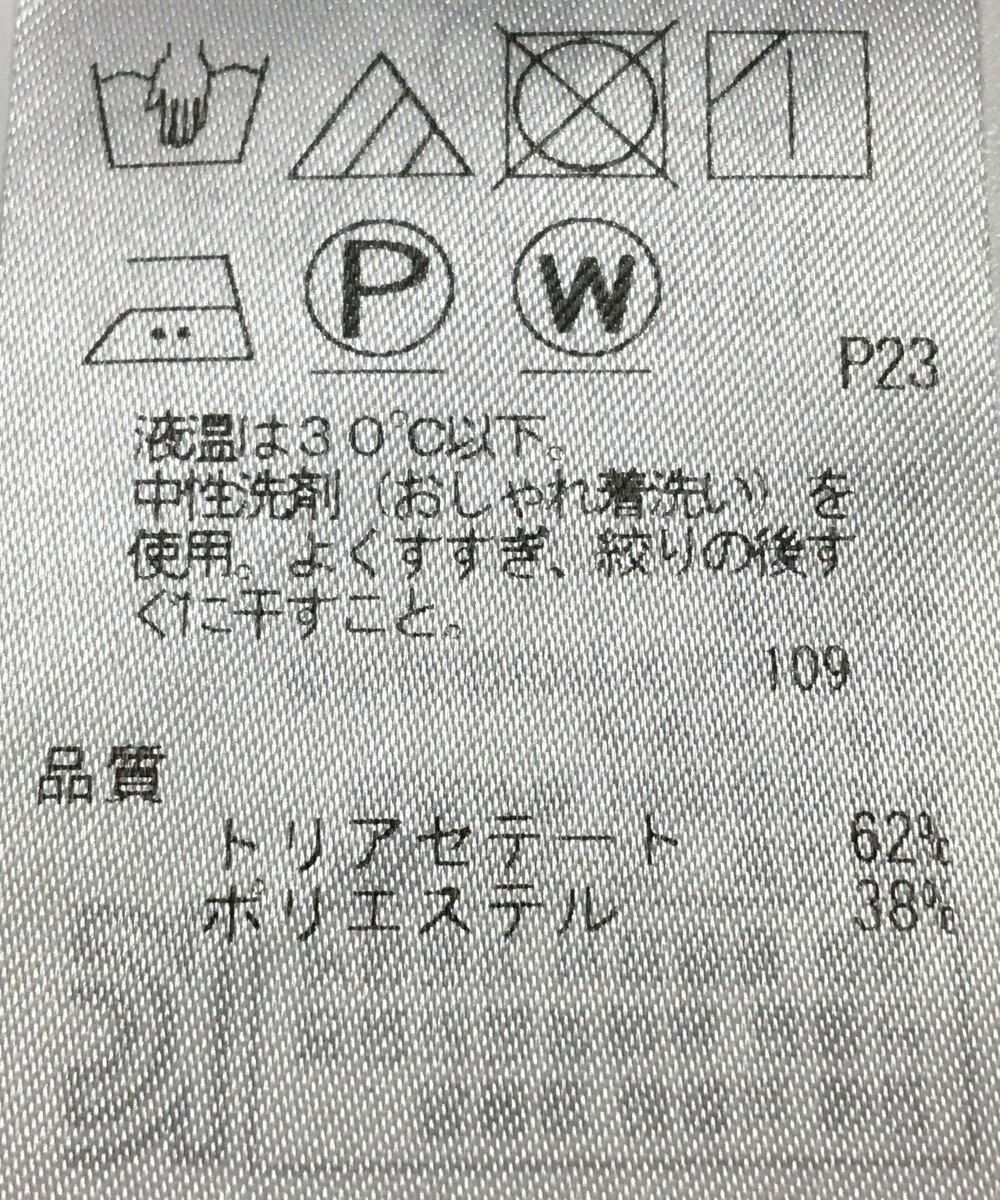 P
W
P23
液温は３０℃以下。
中性洗剤（おしゃれ着洗い）を
使用。よくすすぎ、絞りの後す
ぐに干すこと。
109
品質
トリアセテート 62%
ポリエステル 38%